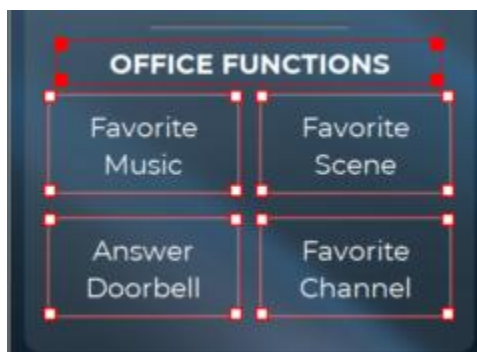 OFFICE FUNCTIONS
Favorite
Music
Favorite
Scene
Answer
Doorbell
Favorite
Channel